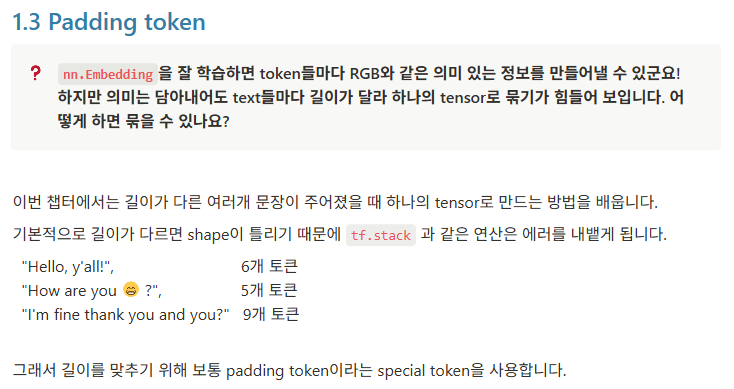 1.3 Padding token
❓ nn.Embedding을 잘 학습하면 token들마다 RGB와 같은 의미 있는 정보를 만들어낼 수 있군요!
하지만 의미는 담아내어도 text들마다 길이가 달라 하나의 tensor로 묶기가 힘들어 보입니다. 어
떻게 하면 묶을 수 있나요?
이번 챕터에서는 길이가 다른 여러개 문장이 주어졌을 때 하나의 tensor로 만드는 방법을 배웁니다.
기본적으로 길이가 다르면 shape이 틀리기 때문에 tf.stack 과 같은 연산은 에러를 내뱉게 됩니다.
"Hello, y'all!", 6개 토큰
"How are you 😁 ?", 5개 토큰
"I'm fine thank you and you?" 9개 토큰
그래서 길이를 맞추기 위해 보통 padding token이라는 special token을 사용합니다.